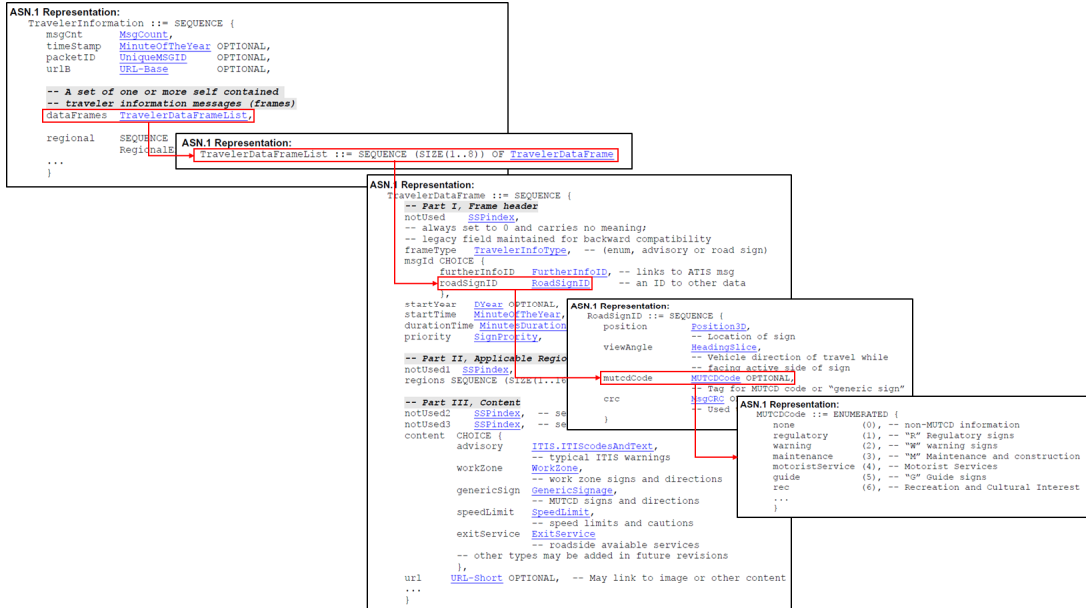 ASN.1 Representation:
TravelerInformation ::= SEQUENCE {
msgCnt MsgCount,
timeStamp MinuteOfTheYear OPTIONAL,
packetID UniqueMSGID OPTIONAL,
urlB URL-Base OPTIONAL,
-- A set of one or more self contained
-- traveler information messages (frames)
dataFrames TravelerDataFrameList,
regional SEQUENCE
RegionalE
...
}
ASN.1 Representation:
TravelerDataFrameList ::= SEQUENCE (SIZE(1..8)) OF TravelerDataFrame
ASN.1 Representation:
TravelerDataFrame ::= SEQUENCE {
-- Part I, Frame header
notUsed SSPindex,
-- always set to 0 and carries no meaning;
-- legacy field maintained for backward compatibility
frameType TravelerInfoType, -- (enum, advisory or road sign)
msgId CHOICE {
furtherInfoID FurtherInfoID, -- links to ATIS msg
roadSignID RoadSignID -- an ID to other data
},
startYear DYear OPTIONAL,
startTime MinuteOfTheYear,
durationTime MinutesDuration
priority SignPrority,
-- Part II, Applicable Regio
notUsed1 SSPindex,
regions SEQUENCE (SIZE(1..16
-- Part III, Content
notUsed2 SSPindex, -- se
notUsed3 SSPindex, -- se
content CHOICE {
advisory ITIS.ITIScodesAndText,
-- typical ITIS warnings
workZone WorkZone,
-- work zone signs and directions
genericSign GenericSignage,
-- MUTCD signs and directions
speedLimit SpeedLimit,
-- speed limits and cautions
exitService ExitService
-- roadside avaiable services
-- other types may be added in future revisions
},
url URL-Short OPTIONAL, -- May link to image or other content
...
}
ASN.1 Representation:
RoadSignID ::= SEQUENCE {
position Position3D,
-- Location of sign
viewAngle HeadingSlice,
-- Vehicle direction of travel while
-- facing active side of sign
mutcdCode MUTCDCode OPTIONAL,
-- Tag for MUTCD code or “generic sign”
crc MsgCRC O
-- Used
}
ASN.1 Representation:
MUTCDCode ::= ENUMERATED {
none (0), -- non-MUTCD information
regulatory (1), -- “R” Regulatory signs
warning (2), -- “W” warning signs
maintenance (3), -- “M” Maintenance and construction
motoristService (4), -- Motorist Services
guide (5), -- “G” Guide signs
rec (6), -- Recreation and Cultural Interest
...
}